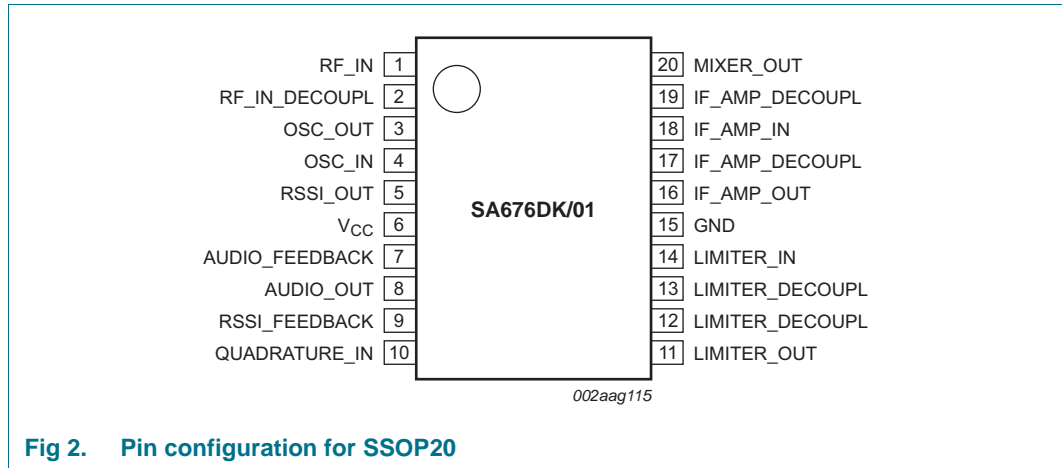 RF_IN 1
RF_IN_DECOUPL 2
OSC_OUT 3
OSC_IN 4
RSSI_OUT 5
VCC 6
AUDIO_FEEDBACK 7
AUDIO_OUT 8
RSSI_FEEDBACK 9
QUADRATURE_IN 10
SA676DK/01
20 MIXER_OUT
19 IF_AMP_DECOUPL
18 IF_AMP_IN
17 IF_AMP_DECOUPL
16 IF_AMP_OUT
15 GND
14 LIMITER_IN
13 LIMITER_DECOUPL
12 LIMITER_DECOUPL
11 LIMITER_OUT
002aag115
Fig 2. Pin configuration for SSOP20